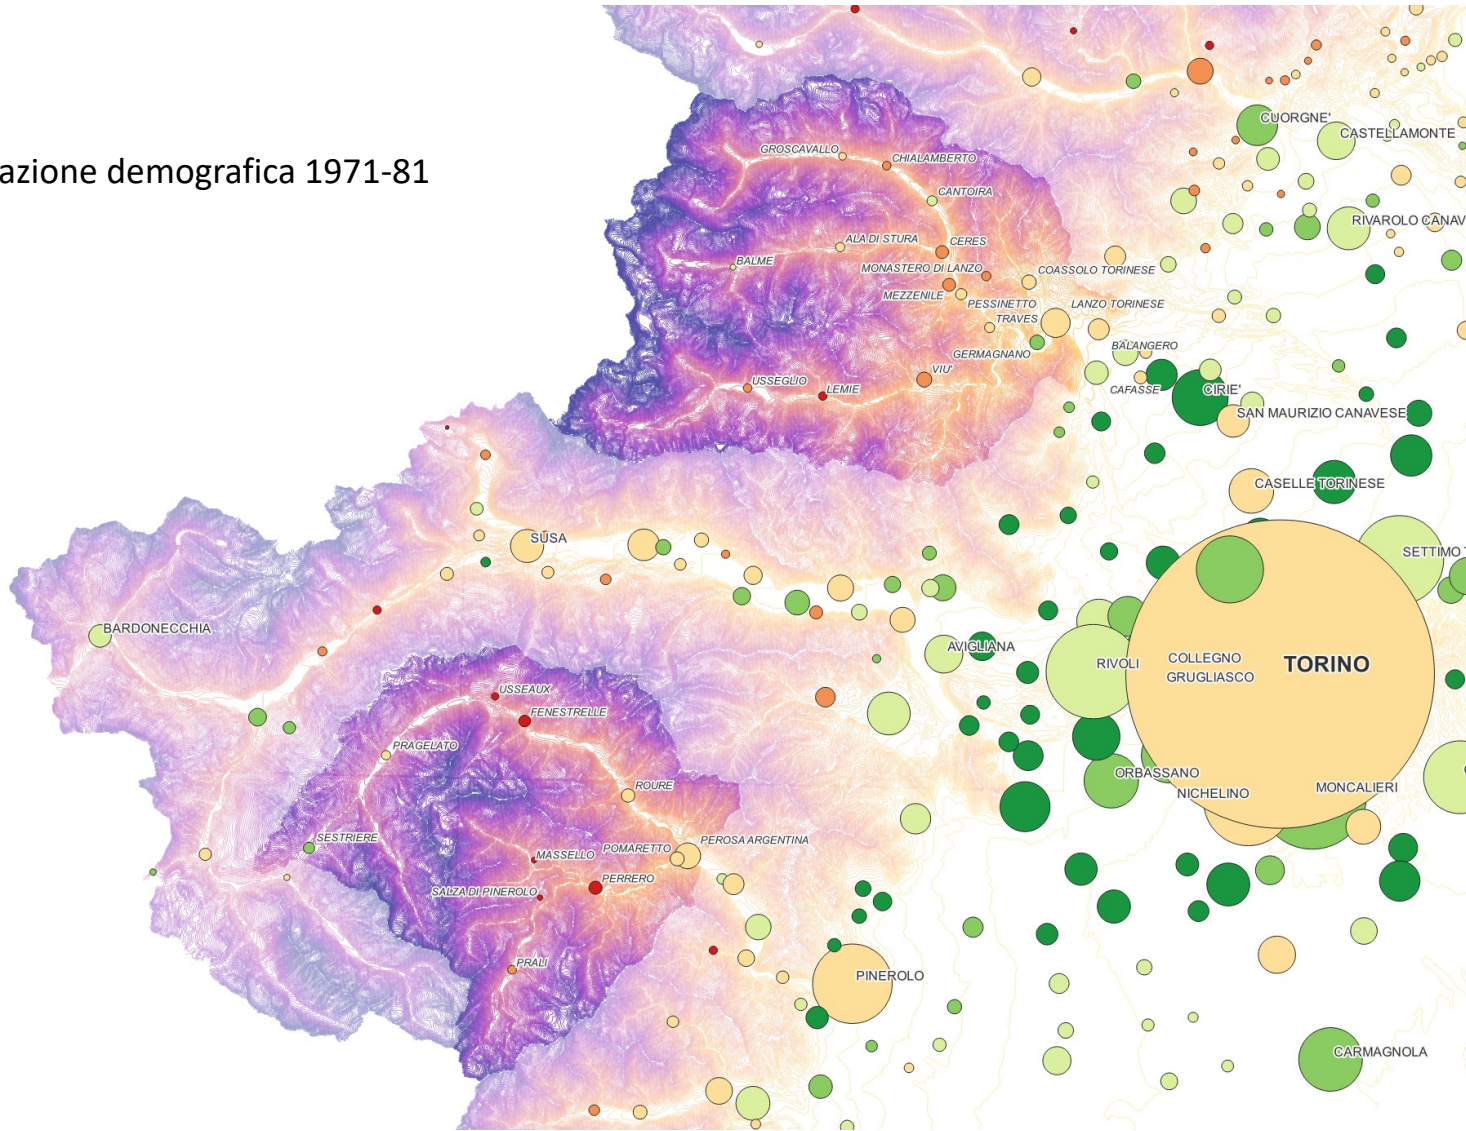 azione demografica 1971-81
CUORGNE'
CASTELLAMONTE
GROSCAVALLO
CHIALAMBERTO
CANTOIRA
RIVAROLO CANAV
ALA DI STURA
CERES
BALME
MONASTERO DI LANZO
COASSOLO TORINESE
MEZZENILE
PESSINETTO
LANZO TORINESE
TRAVES
GERMAGNANO
BALANGERO
VIU'
USSEGLIO
LEMIE
CAFASSE
CIRIE'
SAN MAURIZIO CANAVESE
CASELLE TORINESE
SUSA
SETTIMO
BARDONECCHIA
AVIGLIANA
RIVOLI
COLLEGNO
TORINO
GRUGLIASCO
USSEAUX
FENESTRELLE
PRAGELATO
ORBASSANO
ROURE
NICHELINO
MONCALIERI
SESTRIERE
PEROSA ARGENTINA
POMARETTO
MASSELLO
PERRERO
SALZA DI PINEROLO
PRALI
PINEROLO
CARMAGNOLA